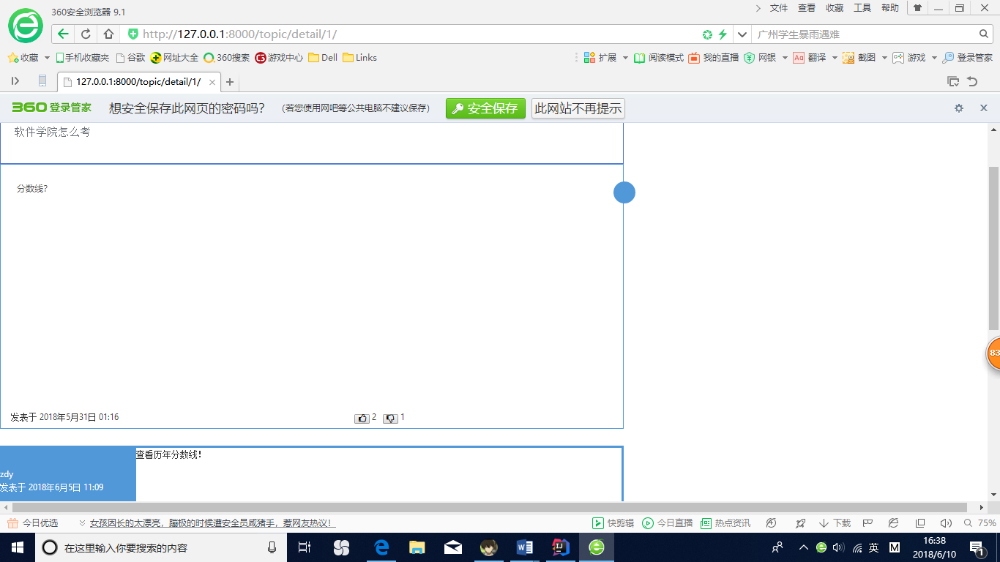 360安全浏览器 9.1
文件 查看 收藏 工具 帮助
http://127.0.0.1:8000/topic/detail/1/
广州学生暴雨遇难
收藏 手机收藏夹 谷歌 网址大全 360搜索 游戏中心 Dell Links
扩展 阅读模式 我的直播 网银 翻译 截图 游戏 登录管家
127.0.0.1:8000/topic/detail/1/
360登录管家 想安全保存此网页的密码吗? (若您使用网吧等公共电脑不建议保存) 安全保存 此网站不再提示
软件学院怎么考
分数线?
83
发表于 2018年5月31日 01:16
2 1
查看历年分数线!
zdy
发表于 2018年6月5日 11:09
今日优选 女孩因长的太漂亮，蹦极的时候遭安全员咸猪手，惹网友热议!
快剪辑 今日直播 热点资讯 下载 75%
在这里输入你要搜索的内容
英 M
16:38
2018/6/10
1